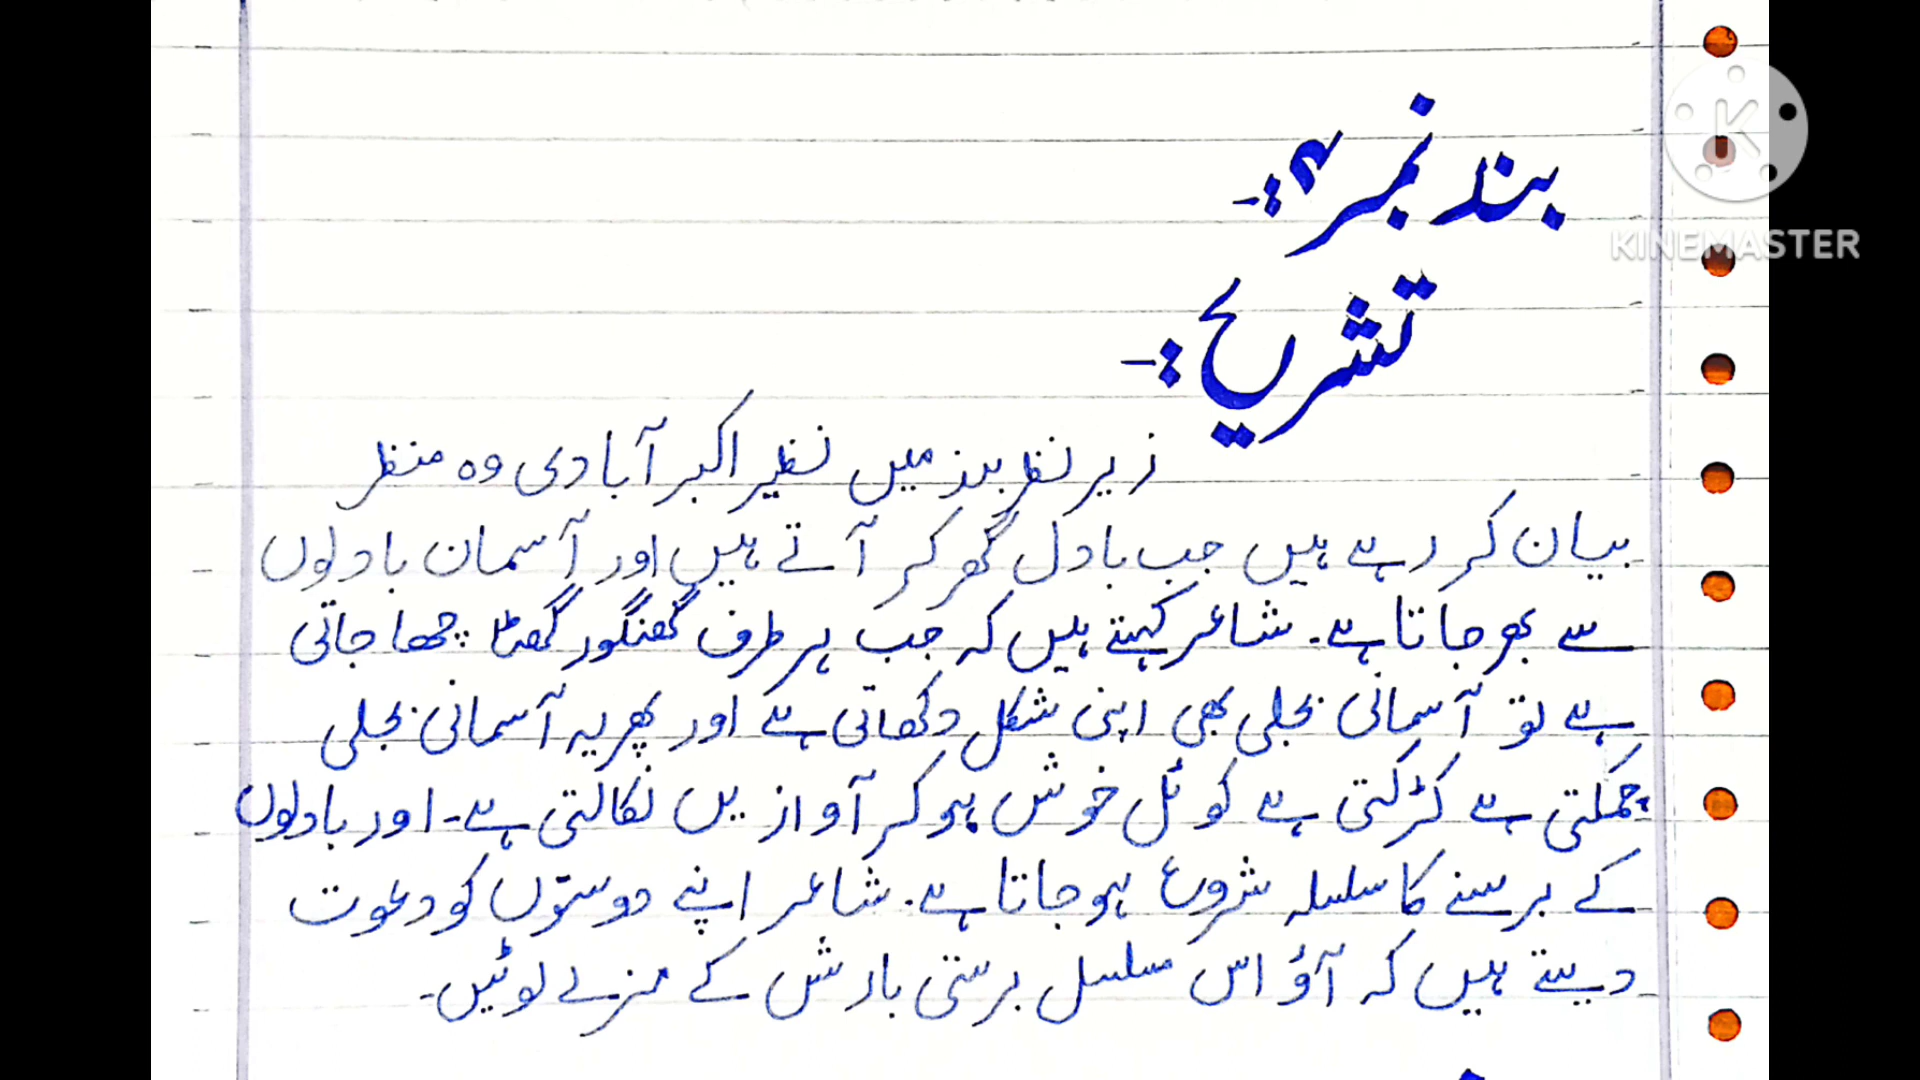 بند نمبر ۴:-
تشریح:-
زیر نظر بند میں نظیر اکبر آبادی وہ منظر
بیان کر رہے ہیں جب بادل گھر کر آتے ہیں اور آسمان بادلوں
سے بھر جاتا ہے۔ شاعر کہتے ہیں کہ جب ہر طرف گھنگور گھٹا چھا جاتی
ہے تو آسمانی بجلی بھی اپنی شکل دکھاتی ہے اور پھر یہ آسمانی بجلی
چمکتی ہے کڑکتی ہے کوئل خوش ہو کر آوازیں نکالتی ہے۔ اور بادلوں
کے برسنے کا سلسلہ شروع ہو جاتا ہے۔ شاعر اپنے دوستوں کو دعوت
دیتے ہیں کہ آؤ اس مسلسل برستی بارش کے مزے لوٹیں۔
KINEMASTER